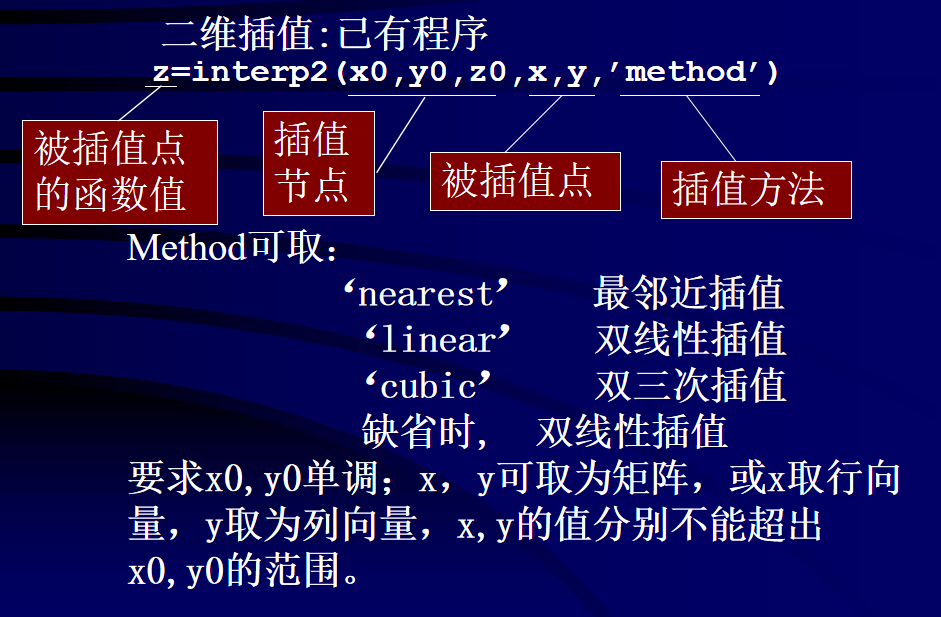 二维插值:已有程序
z=interp2(x0,y0,z0,x,y,’method’)
被插值点
的函数值
插值
节点
被插值点
插值方法
Method可取：
‘nearest’ 最邻近插值
‘linear’ 双线性插值
‘cubic’ 双三次插值
缺省时, 双线性插值
要求x0,y0单调；x，y可取为矩阵，或x取行向
量，y取为列向量，x,y的值分别不能超出
x0,y0的范围。